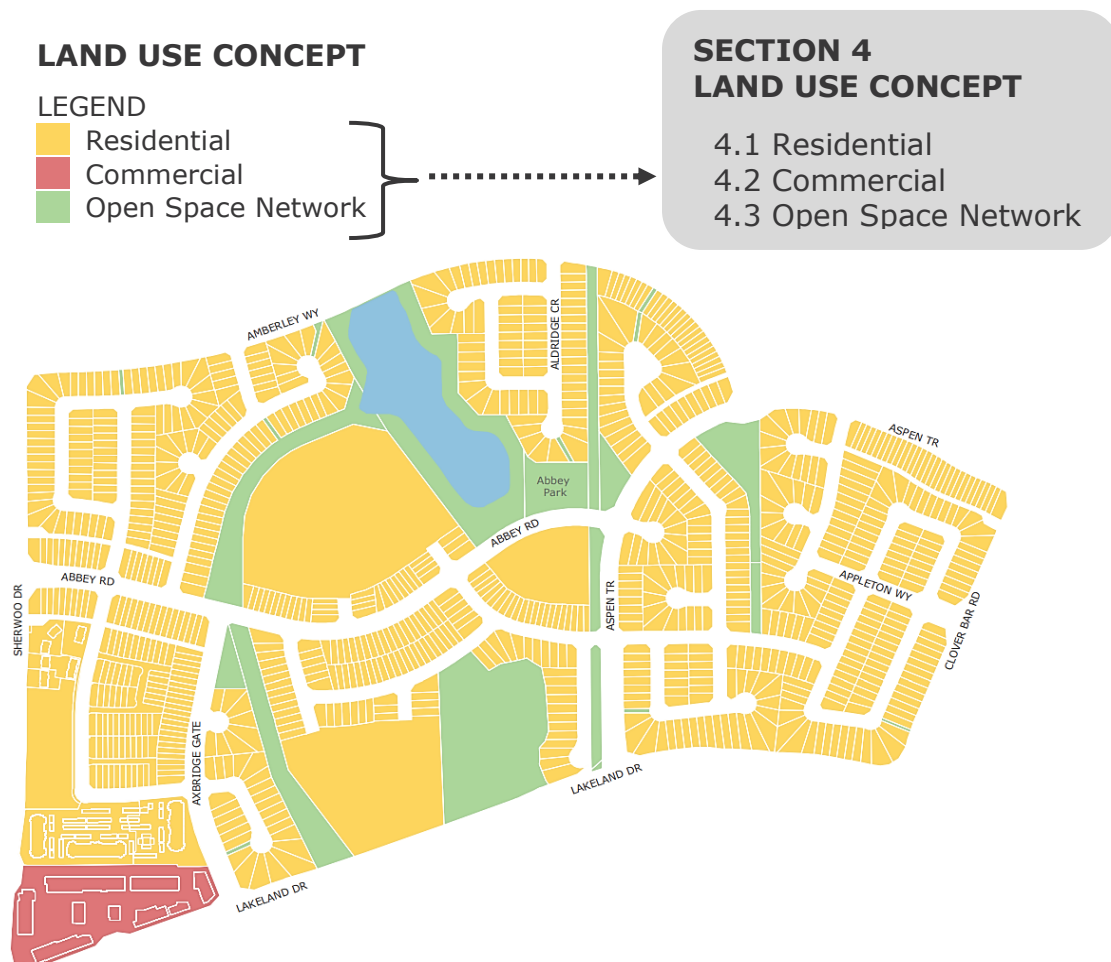 LAND USE CONCEPT
LEGEND
Residential
Commercial
Open Space Network
SECTION 4
LAND USE CONCEPT
4.1 Residential
4.2 Commercial
4.3 Open Space Network
AMBERLEY WY
ALDRIDGE CR
ASPEN TR
Abbey
Park
ABBEY RD
ABBEY RD
SHERWOO DR
ASPEN TR
APPLETON WY
CLOVER BAR RD
AXBRIDGE GATE
LAKELAND DR
LAKELAND DR